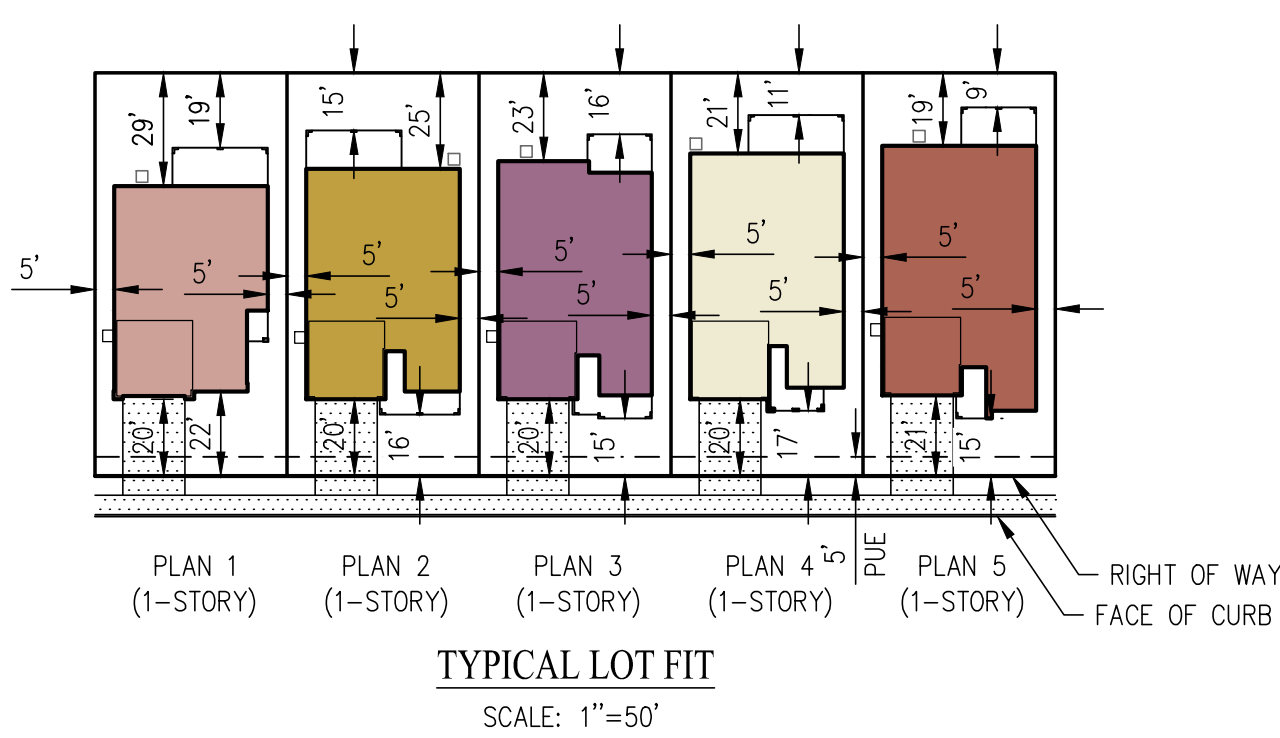 29'
19'
15'
25'
23'
16'
21'
11'
19'
9'
5'
5'
5'
5'
5'
5'
5'
5'
5'
5'
20'
22'
20'
16'
20'
15'
20'
17'
21'
15'
5'
PUE
PLAN 1
(1-STORY)
PLAN 2
(1-STORY)
PLAN 3
(1-STORY)
PLAN 4
(1-STORY)
PLAN 5
(1-STORY)
RIGHT OF WAY
FACE OF CURB
TYPICAL LOT FIT
SCALE: 1"=50'